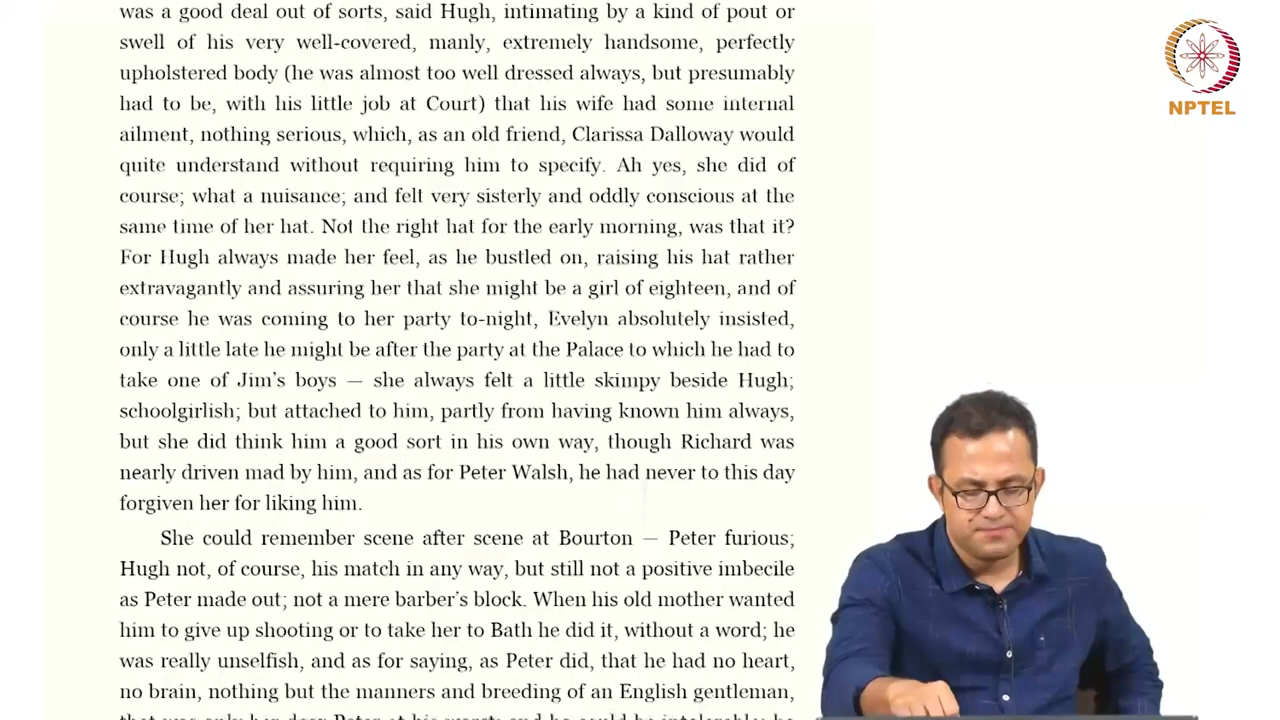 was a good deal out of sorts, said Hugh, intimating by a kind of pout or
swell of his very well-covered, manly, extremely handsome, perfectly
upholstered body (he was almost too well dressed always, but presumably
had to be, with his little job at Court) that his wife had some internal
ailment, nothing serious, which, as an old friend, Clarissa Dalloway would
quite understand without requiring him to specify. Ah yes, she did of
course; what a nuisance; and felt very sisterly and oddly conscious at the
same time of her hat. Not the right hat for the early morning, was that it?
For Hugh always made her feel, as he bustled on, raising his hat rather
extravagantly and assuring her that she might be a girl of eighteen, and of
course he was coming to her party to-night, Evelyn absolutely insisted,
only a little late he might be after the party at the Palace to which he had to
take one of Jim's boys — she always felt a little skimpy beside Hugh;
schoolgirlish; but attached to him, partly from having known him always,
but she did think him a good sort in his own way, though Richard was
nearly driven mad by him, and as for Peter Walsh, he had never to this day
forgiven her for liking him.
She could remember scene after scene at Bourton — Peter furious;
Hugh not, of course, his match in any way, but still not a positive imbecile
as Peter made out; not a mere barber's block. When his old mother wanted
him to give up shooting or to take her to Bath he did it, without a word; he
was really unselfish, and as for saying, as Peter did, that he had no heart,
no brain, nothing but the manners and breeding of an English gentleman,
that was only her dear Peter at his worst; and he could be intolerable; he
NPTEL